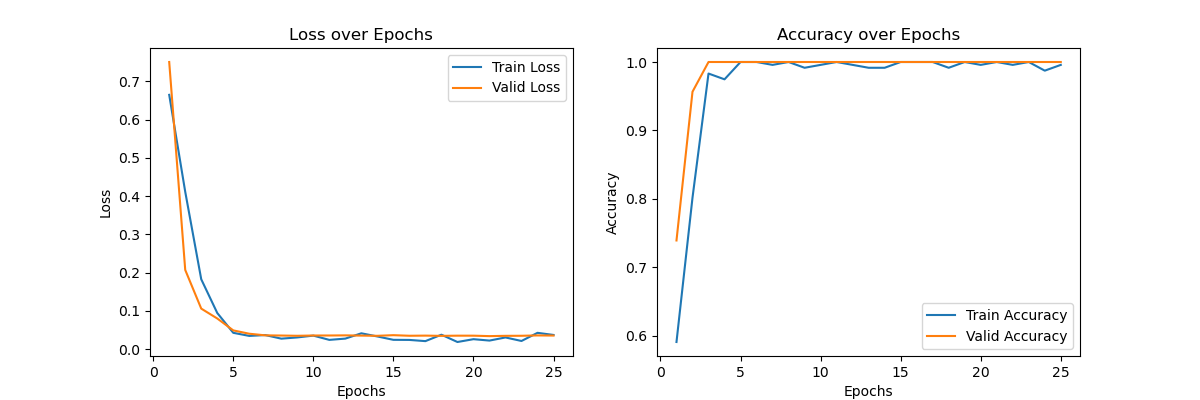 Loss over Epochs
Train Loss
Valid Loss
0.7
0.6
0.5
0.4
0.3
0.2
0.1
0.0
Loss
0
5
10
15
20
25
Epochs
Accuracy over Epochs
1.0
0.9
0.8
0.7
0.6
Accuracy
Train Accuracy
Valid Accuracy
0
5
10
15
20
25
Epochs